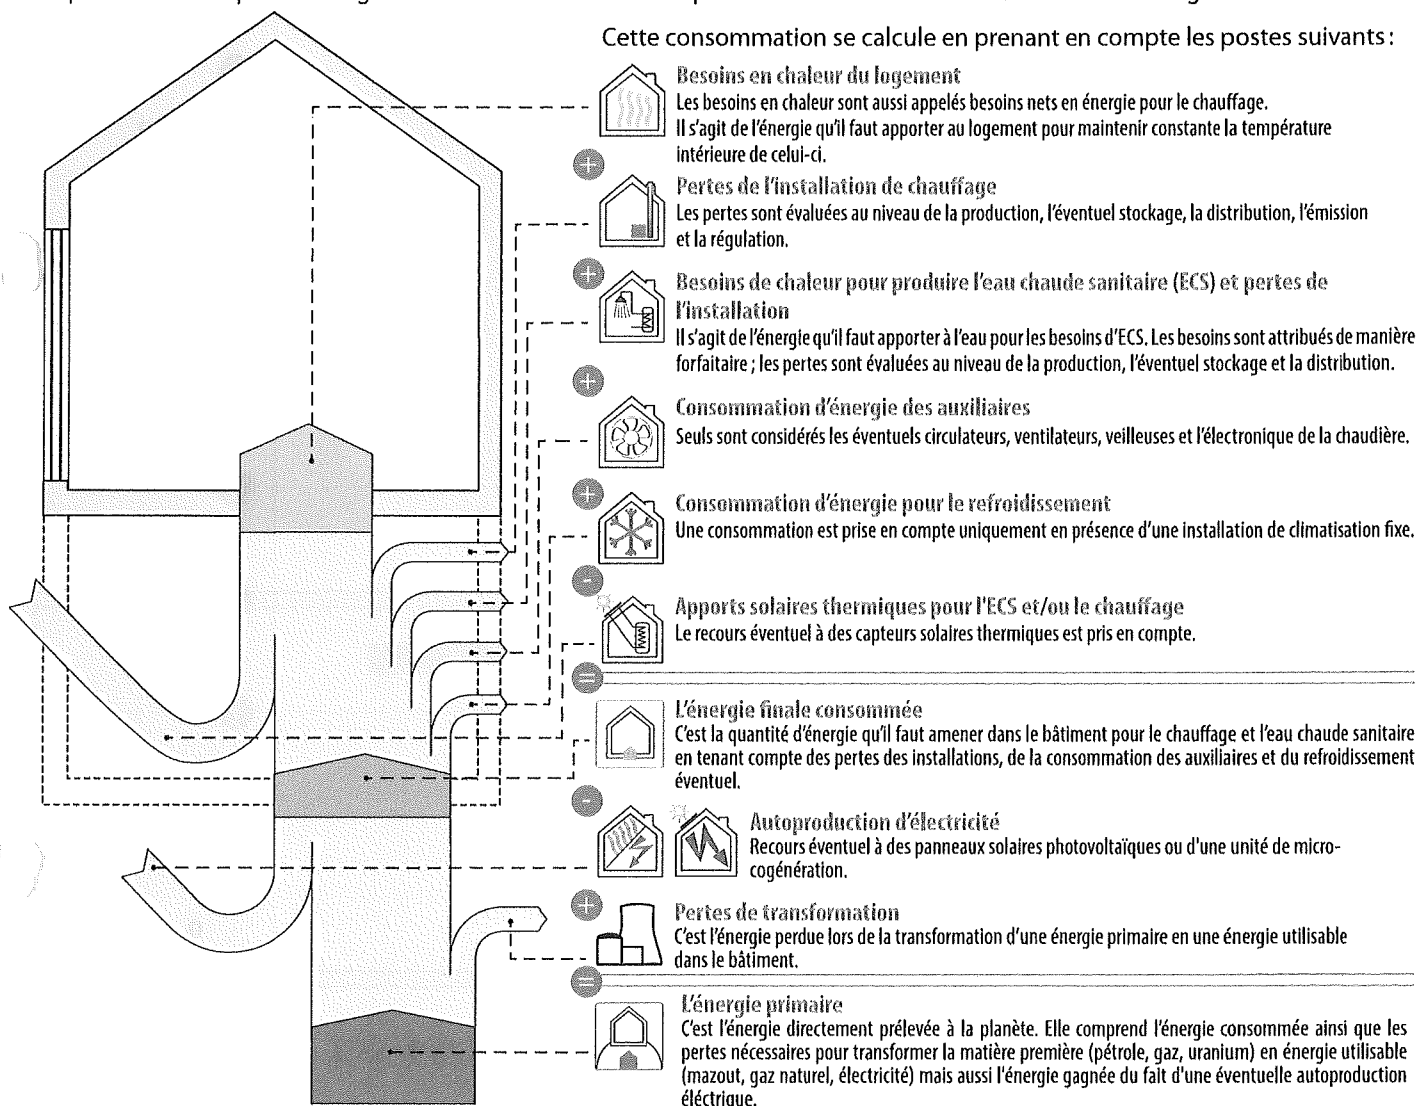 Cette consommation se calcule en prenant en compte les postes suivants :
Besoins en chaleur du logement
Les besoins en chaleur sont aussi appelés besoins nets en énergie pour le chauffage.
Il s'agit de l'énergie qu'il faut apporter au logement pour maintenir constante la température
intérieure de celui-ci.
+
Pertes de l'installation de chauffage
Les pertes sont évaluées au niveau de la production, l'éventuel stockage, la distribution, l'émission
et la régulation.
+
Besoins de chaleur pour produire l'eau chaude sanitaire (ECS) et pertes de
l'installation
Il s'agit de l'énergie qu'il faut apporter à l'eau pour les besoins d'ECS. Les besoins sont attribués de manière
forfaitaire ; les pertes sont évaluées au niveau de la production, l'éventuel stockage et la distribution.
+
Consommation d'énergie des auxiliaires
Seuls sont considérés les éventuels circulateurs, ventilateurs, veilleuses et l'électronique de la chaudière.
+
Consommation d'énergie pour le refroidissement
Une consommation est prise en compte uniquement en présence d'une installation de climatisation fixe.
-
Apports solaires thermiques pour l'ECS et/ou le chauffage
Le recours éventuel à des capteurs solaires thermiques est pris en compte.
=
L'énergie finale consommée
C'est la quantité d'énergie qu'il faut amener dans le bâtiment pour le chauffage et l'eau chaude sanitaire
en tenant compte des pertes des installations, de la consommation des auxiliaires et du refroidissement
éventuel.
-
Autoproduction d'électricité
Recours éventuel à des panneaux solaires photovoltaïques ou d'une unité de micro-
cogénération.
+
Pertes de transformation
C'est l'énergie perdue lors de la transformation d'une énergie primaire en une énergie utilisable
dans le bâtiment.
=
L'énergie primaire
C'est l'énergie directement prélevée à la planète. Elle comprend l'énergie consommée ainsi que les
pertes nécessaires pour transformer la matière première (pétrole, gaz, uranium) en énergie utilisable
(mazout, gaz naturel, électricité) mais aussi l'énergie gagnée du fait d'une éventuelle autoproduction
éléctrique.